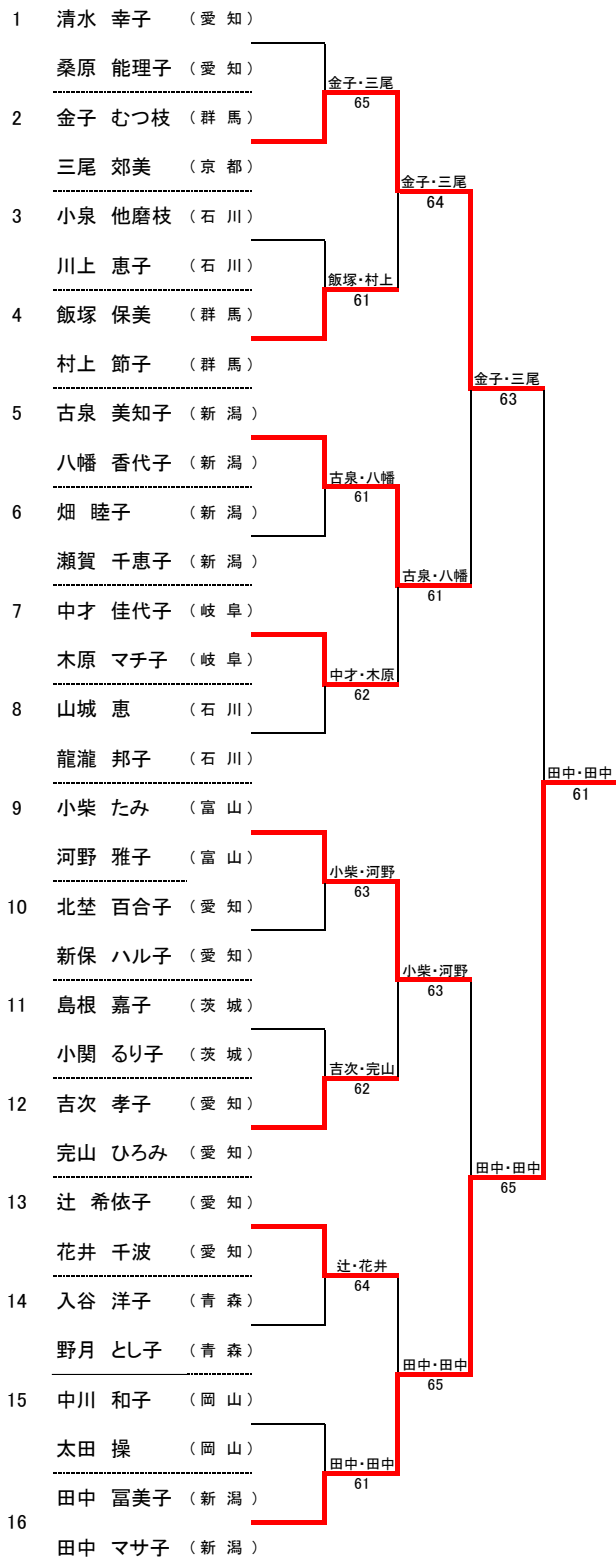 1 清水 幸子 (愛 知)
桑原 能理子 (愛 知)
金子・三尾
65
2 金子 むつ枝 (群 馬)
三尾 郊美 (京 都)
金子・三尾
64
3 小泉 他磨枝 (石 川)
川上 恵子 (石 川)
飯塚・村上
61
4 飯塚 保美 (群 馬)
村上 節子 (群 馬)
金子・三尾
63
5 古泉 美知子 (新 潟)
八幡 香代子 (新 潟)
古泉・八幡
61
6 畑 睦子 (新 潟)
瀬賀 千恵子 (新 潟)
古泉・八幡
61
7 中才 佳代子 (岐 阜)
木原 マチ子 (岐 阜)
中才・木原
62
8 山城 恵 (石 川)
龍瀧 邦子 (石 川)
田中・田中
61
9 小柴 たみ (富 山)
河野 雅子 (富 山)
小柴・河野
63
10 北埜 百合子 (愛 知)
新保 ハル子 (愛 知)
小柴・河野
63
11 島根 嘉子 (茨 城)
小関 るり子 (茨 城)
吉次・完山
62
12 吉次 孝子 (愛 知)
完山 ひろみ (愛 知)
田中・田中
65
13 辻 希依子 (愛 知)
花井 千波 (愛 知)
辻・花井
64
14 入谷 洋子 (青 森)
野月 とし子 (青 森)
田中・田中
65
15 中川 和子 (岡 山)
太田 操 (岡 山)
田中・田中
61
16 田中 冨美子 (新 潟)
田中 マサ子 (新 潟)